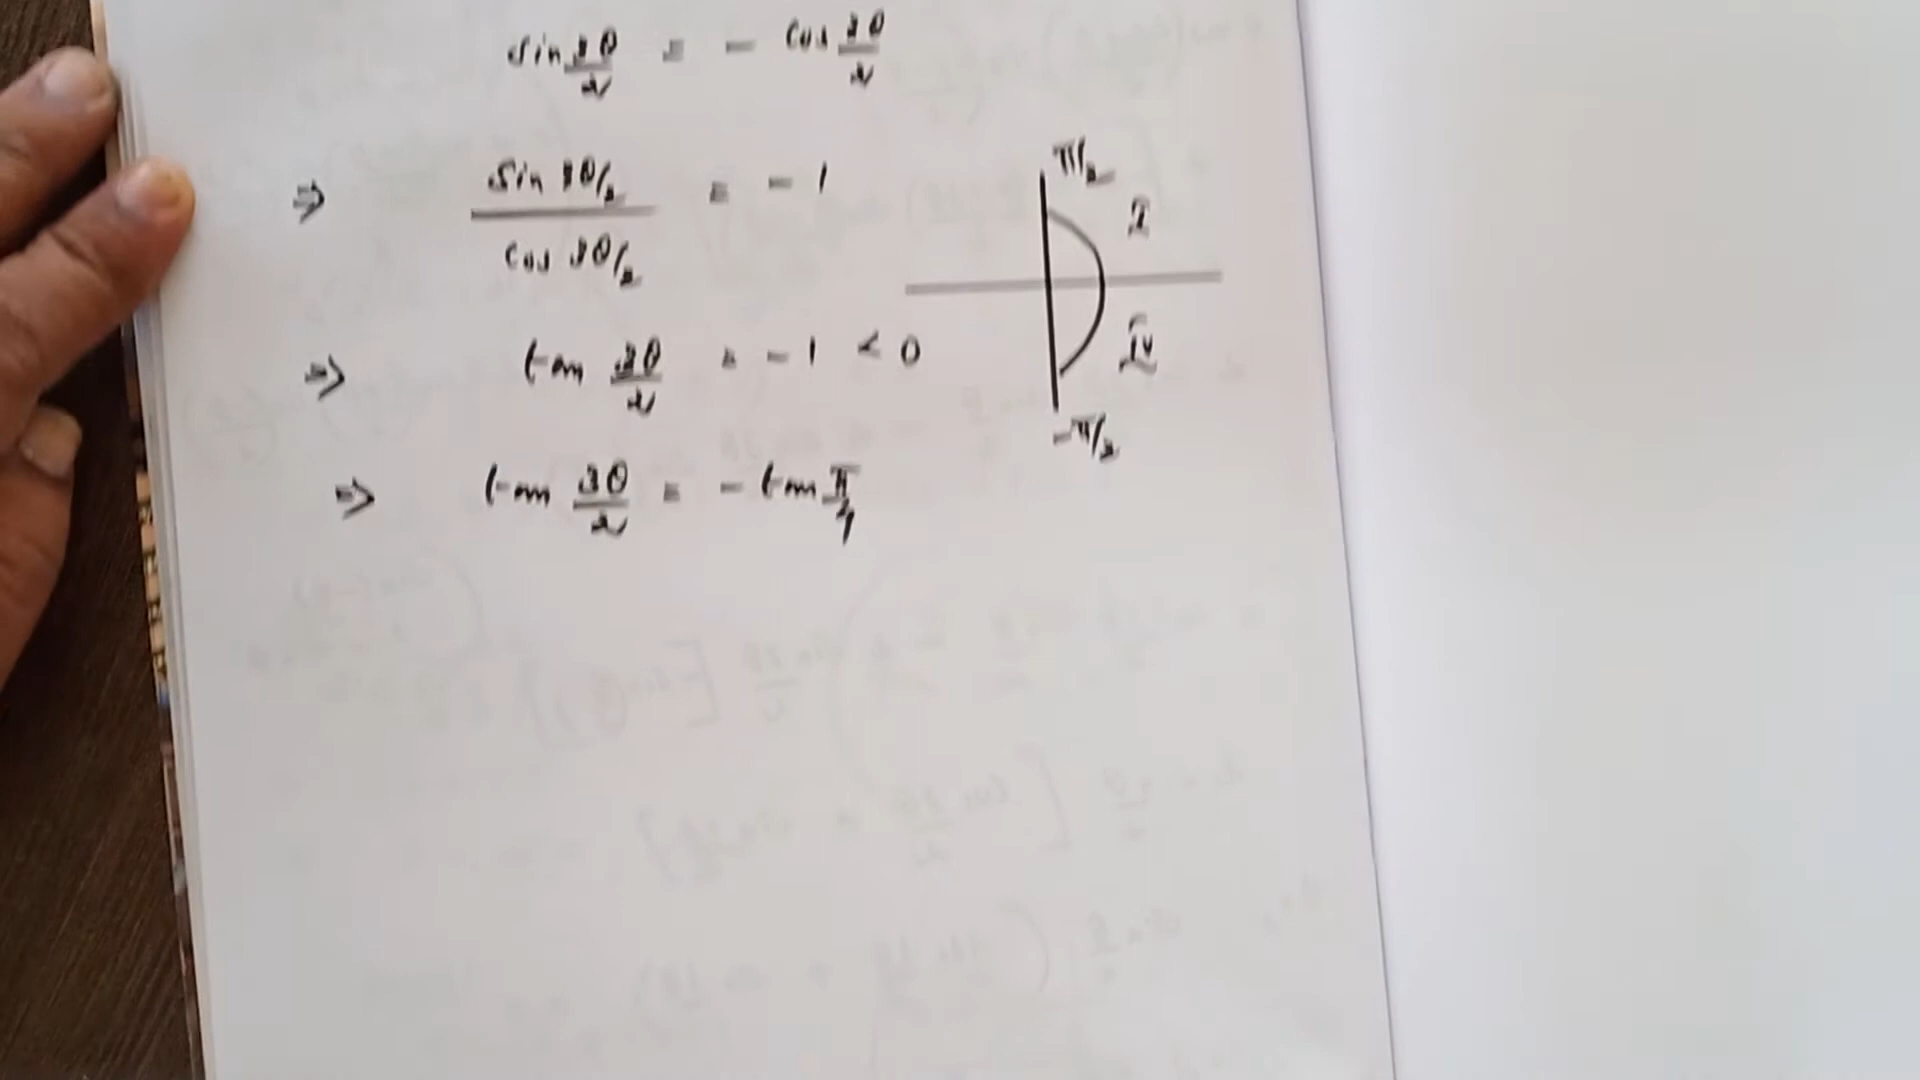 sin 3θ/2 = - cos 3θ/2
⇒ sin 3θ/2 / cos 3θ/2 = - 1
⇒ tan 3θ/2 = - 1 < 0
⇒ tan 3θ/2 = - tan π/4
π/2
I
IV
-π/2